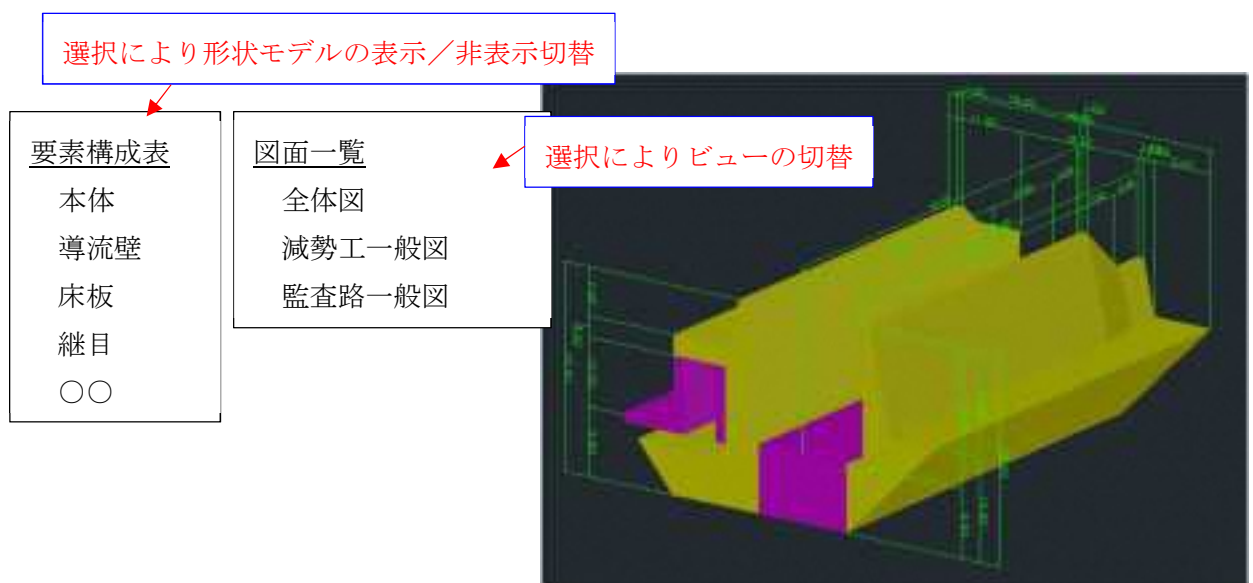 選択により形状モデルの表示／非表示切替
要素構成表
本体
導流壁
床板
継目
○○
図面一覧
全体図
減勢工一般図
監査路一般図
選択によりビューの切替